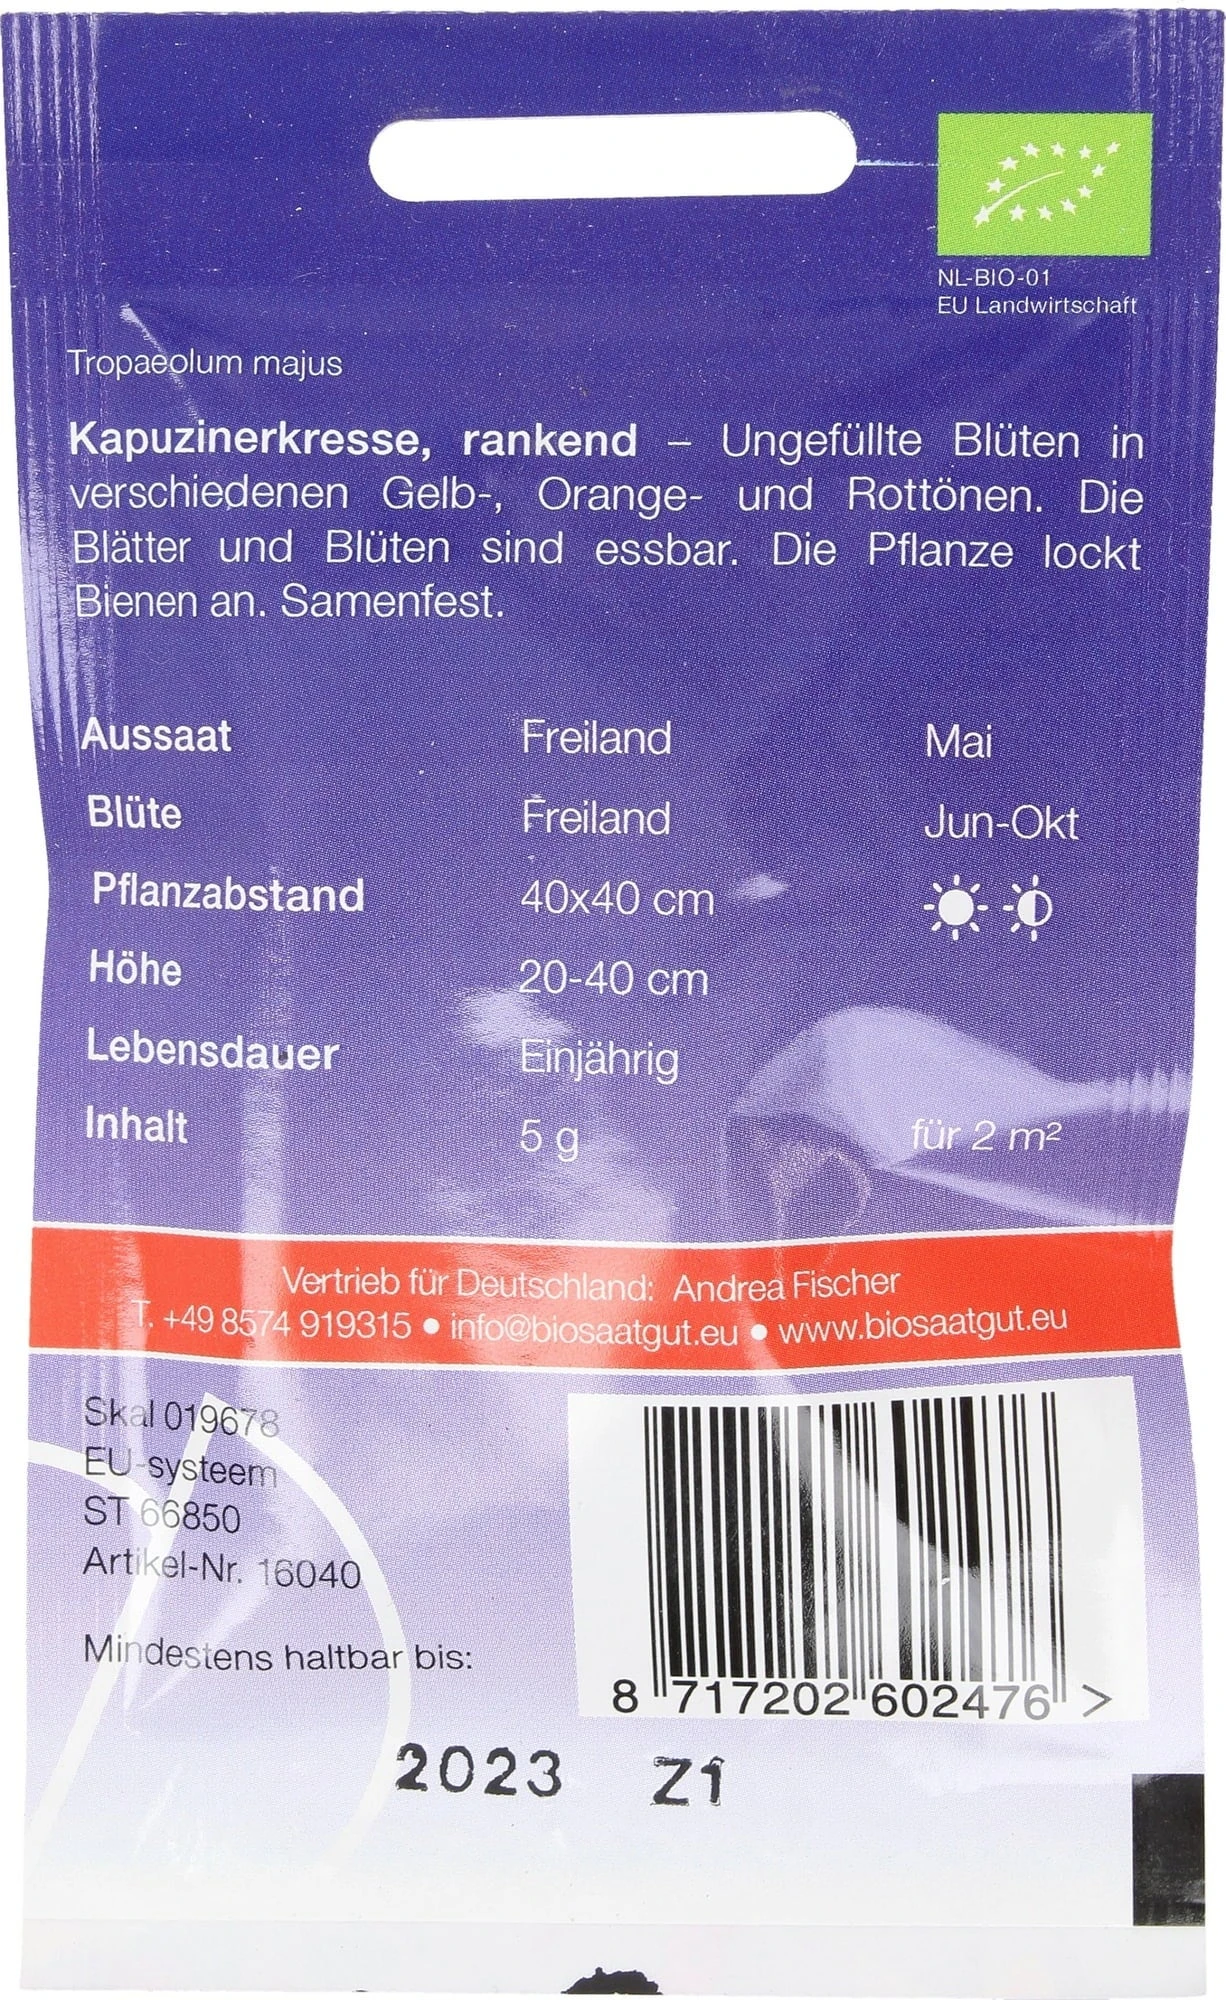 NL-BIO-01
EU Landwirtschaft
Tropaeolum majus
Kapuzinerkresse, rankend – Ungefüllte Blüten in
verschiedenen Gelb-, Orange- und Rottönen. Die
Blätter und Blüten sind essbar. Die Pflanze lockt
Bienen an. Samenfest.
Aussaat Freiland Mai
Blüte Freiland Jun-Okt
Pflanzabstand 40x40 cm
Höhe 20-40 cm
Lebensdauer Einjährig
Inhalt 5 g für 2 m²
Vertrieb für Deutschland: Andrea Fischer
T. +49 8574 919315 • info@biosaatgut.eu • www.biosaatgut.eu
Skal 019678
EU-systeem
ST 66850
Artikel-Nr. 16040
Mindestens haltbar bis:
8 717202 602476 >
2023 Z1